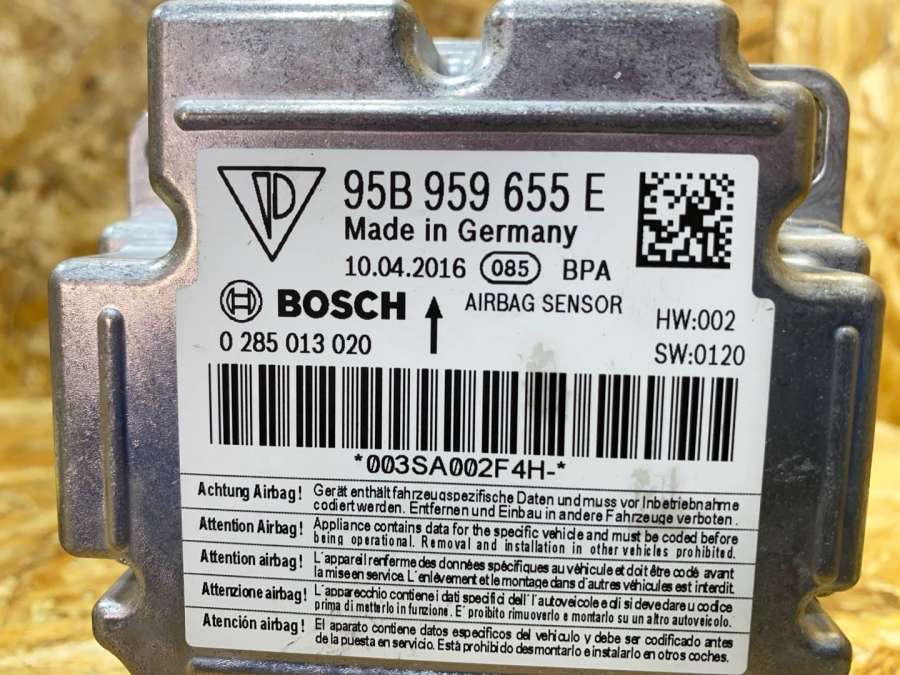 95B 959 655 E
Made in Germany
10.04.2016 085 BPA
BOSCH AIRBAG SENSOR
HW:002
0 285 013 020
SW:0120
*003SA002F4H-*
Achtung Airbag! Gerät enthält fahrzeugspezifische Daten und muss vor Inbetriebnahme
codiert werden. Entfernen und Einbau in andere Fahrzeuge verboten.
Attention Airbag! Appliance contains data for the specific vehicle and must be coded before
being operational. Removal and installation in other vehicles prohibited.
Attention airbag! L'appareil renferme des données spécifiques au véhicule et doit être codé avant
la mise en service. L'enlèvement et le montage dans d'autres véhicules est interdit.
Attenzione airbag! L'apparecchio contiene i dati specifici dell'autoveicolo e di si deve dare u codice
prima di metterlo in funzione. E' proibito rimuoverlo e montarlo su un altro autoveicolo.
Atención airbag! El aparato contiene datos especificos del vehículo y debe ser codificado antes
de la puesta en servicio. Está prohibido desmontarlo e instalarlo en otros coches.